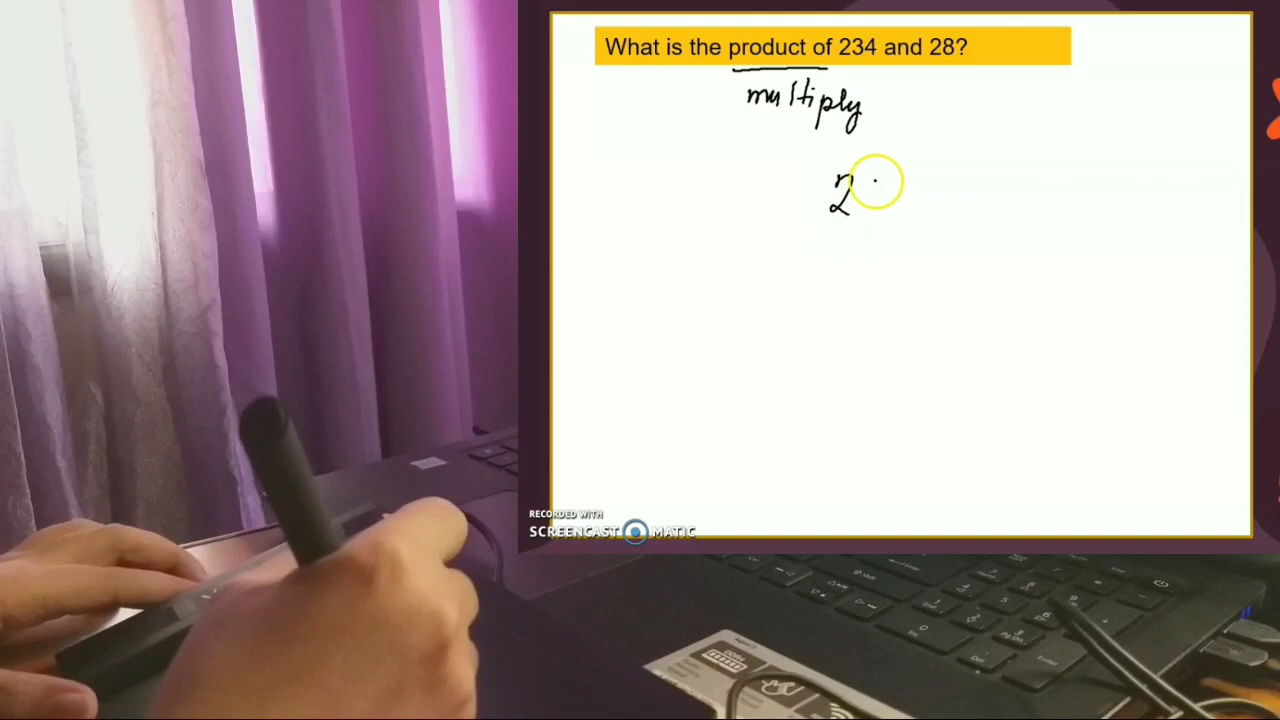 What is the product of 234 and 28?
multiply
2
RECORDED WITH
SCREENCAST MATIC